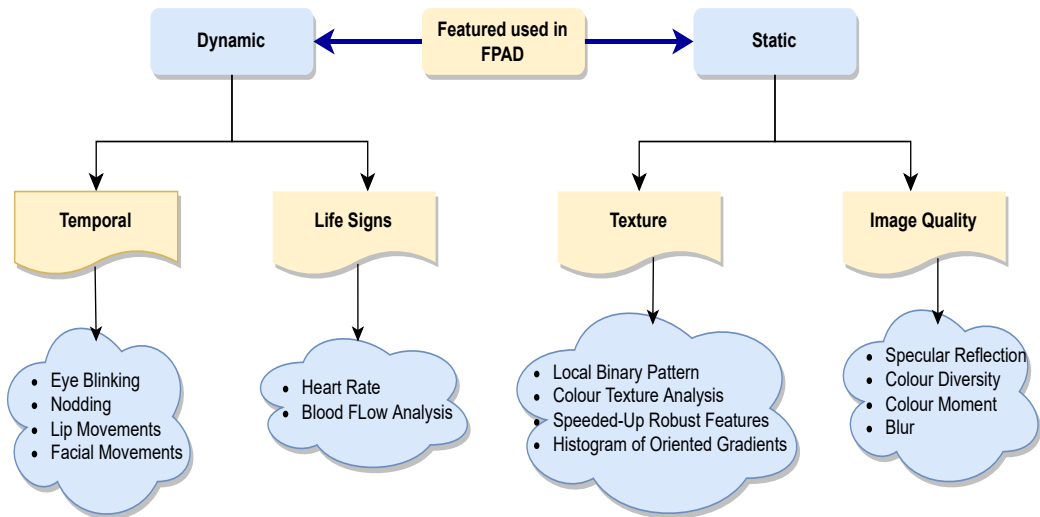 Dynamic
Featured used in
FPAD
Static
Temporal
Life Signs
Texture
Image Quality
• Eye Blinking
• Nodding
• Lip Movements
• Facial Movements
• Heart Rate
• Blood FLow Analysis
• Local Binary Pattern
• Colour Texture Analysis
• Speeded-Up Robust Features
• Histogram of Oriented Gradients
• Specular Reflection
• Colour Diversity
• Colour Moment
• Blur